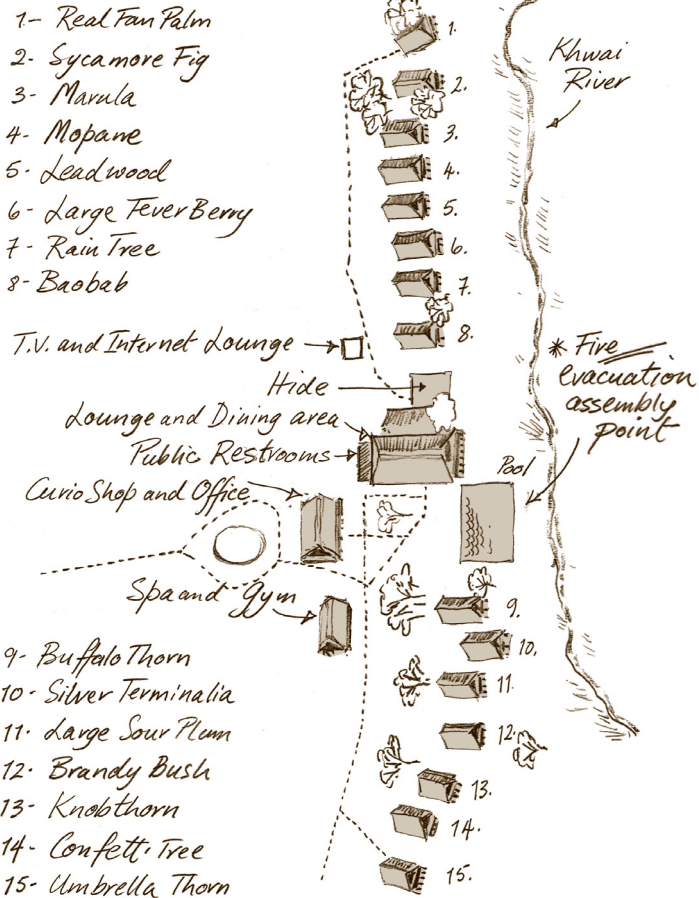 1- Real Fan Palm
2- Sycamore Fig
3- Marula
4- Mopane
5- Leadwood
6- Large Fever Berry
7- Rain Tree
8- Baobab
1.
2.
3.
4.
5.
6.
7.
8.
Khwai
River
T.V. and Internet Lounge
Hide
Lounge and Dining area
Public Restrooms
Curio Shop and Office
* Fire
evacuation
assembly
point
Pool
Spa and Gym
9.
10.
11.
12.
13.
14.
15.
9- Buffalo Thorn
10- Silver Terminalia
11. Large Sour Plum
12- Brandy Bush
13- Knobthorn
14- Confetti Tree
15- Umbrella Thorn